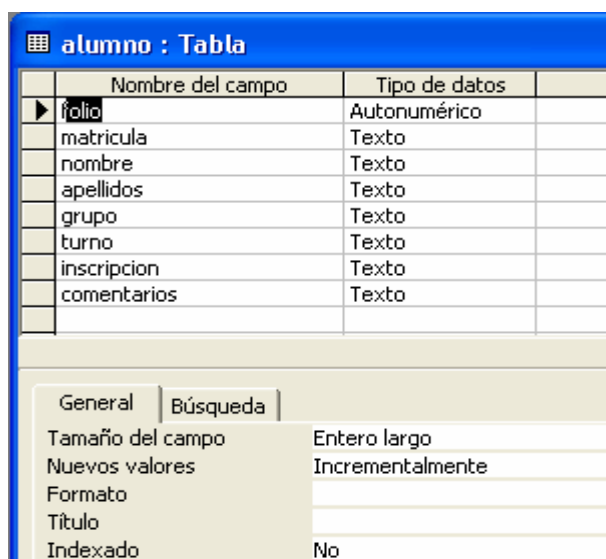 alumno : Tabla
Nombre del campo Tipo de datos
folio Autonumérico
matricula Texto
nombre Texto
apellidos Texto
grupo Texto
turno Texto
inscripcion Texto
comentarios Texto
General Búsqueda
Tamaño del campo Entero largo
Nuevos valores Incrementalmente
Formato
Título
Indexado No